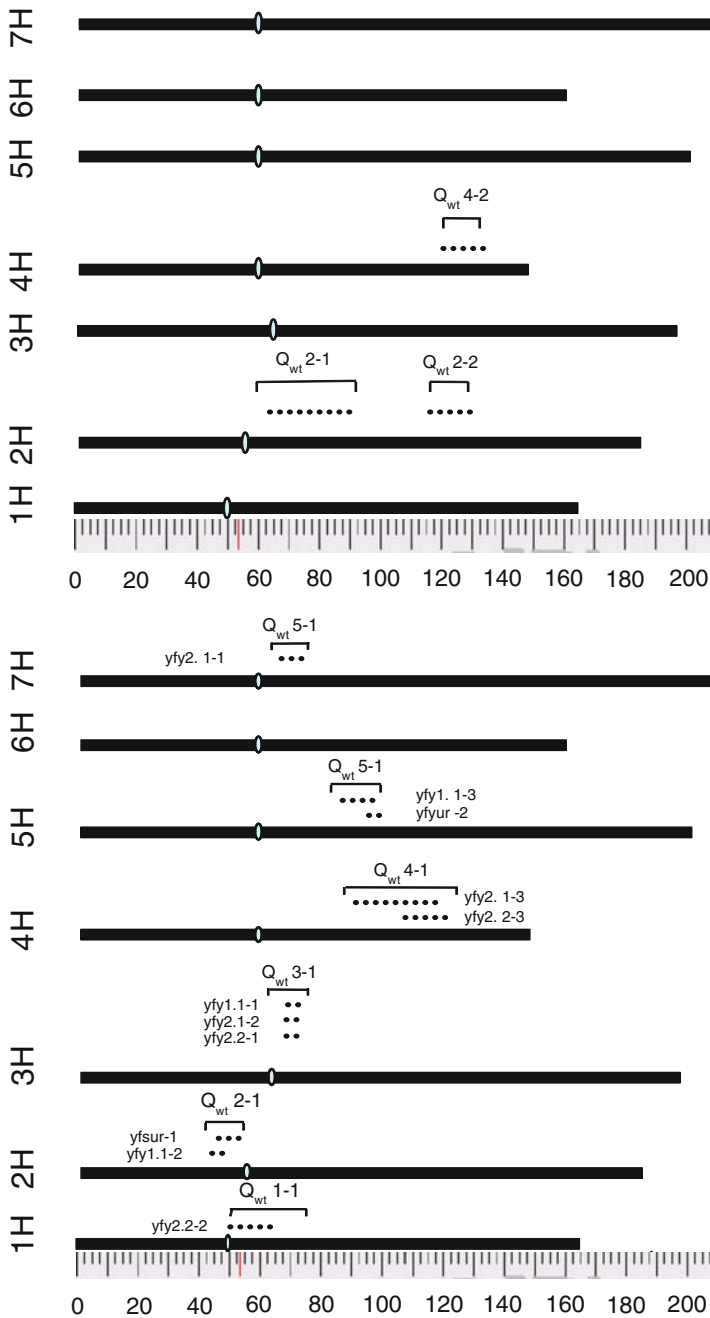 7H
6H
5H
Qwt 4-2
4H
3H
Qwt 2-1 Qwt 2-2
2H
1H
0 20 40 60 80 100 120 140 160 180 200
Qwt 5-1
yfy2. 1-1
7H
6H
Qwt 5-1
yfy1. 1-3
yfyur -2
5H
Qwt 4-1
yfy2. 1-3
yfy2. 2-3
4H
Qwt 3-1
yfy1.1-1
yfy2.1-2
yfy2.2-1
3H
Qwt 2-1
yfsur-1
yfy1.1-2
2H
Qwt 1-1
yfy2.2-2
1H
0 20 40 60 80 100 120 140 160 180 200